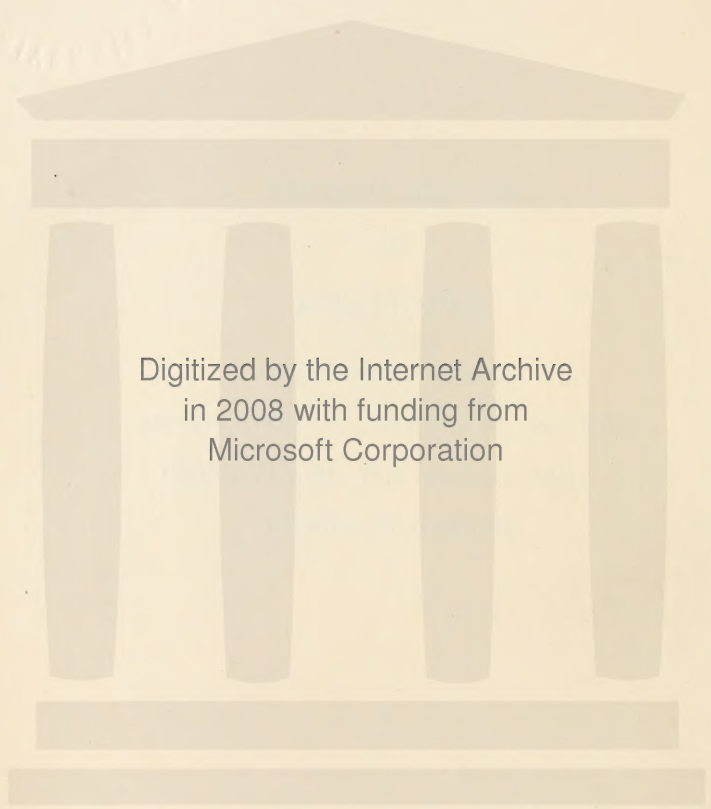 Digitized by the Internet Archive
in 2008 with funding from
Microsoft Corporation